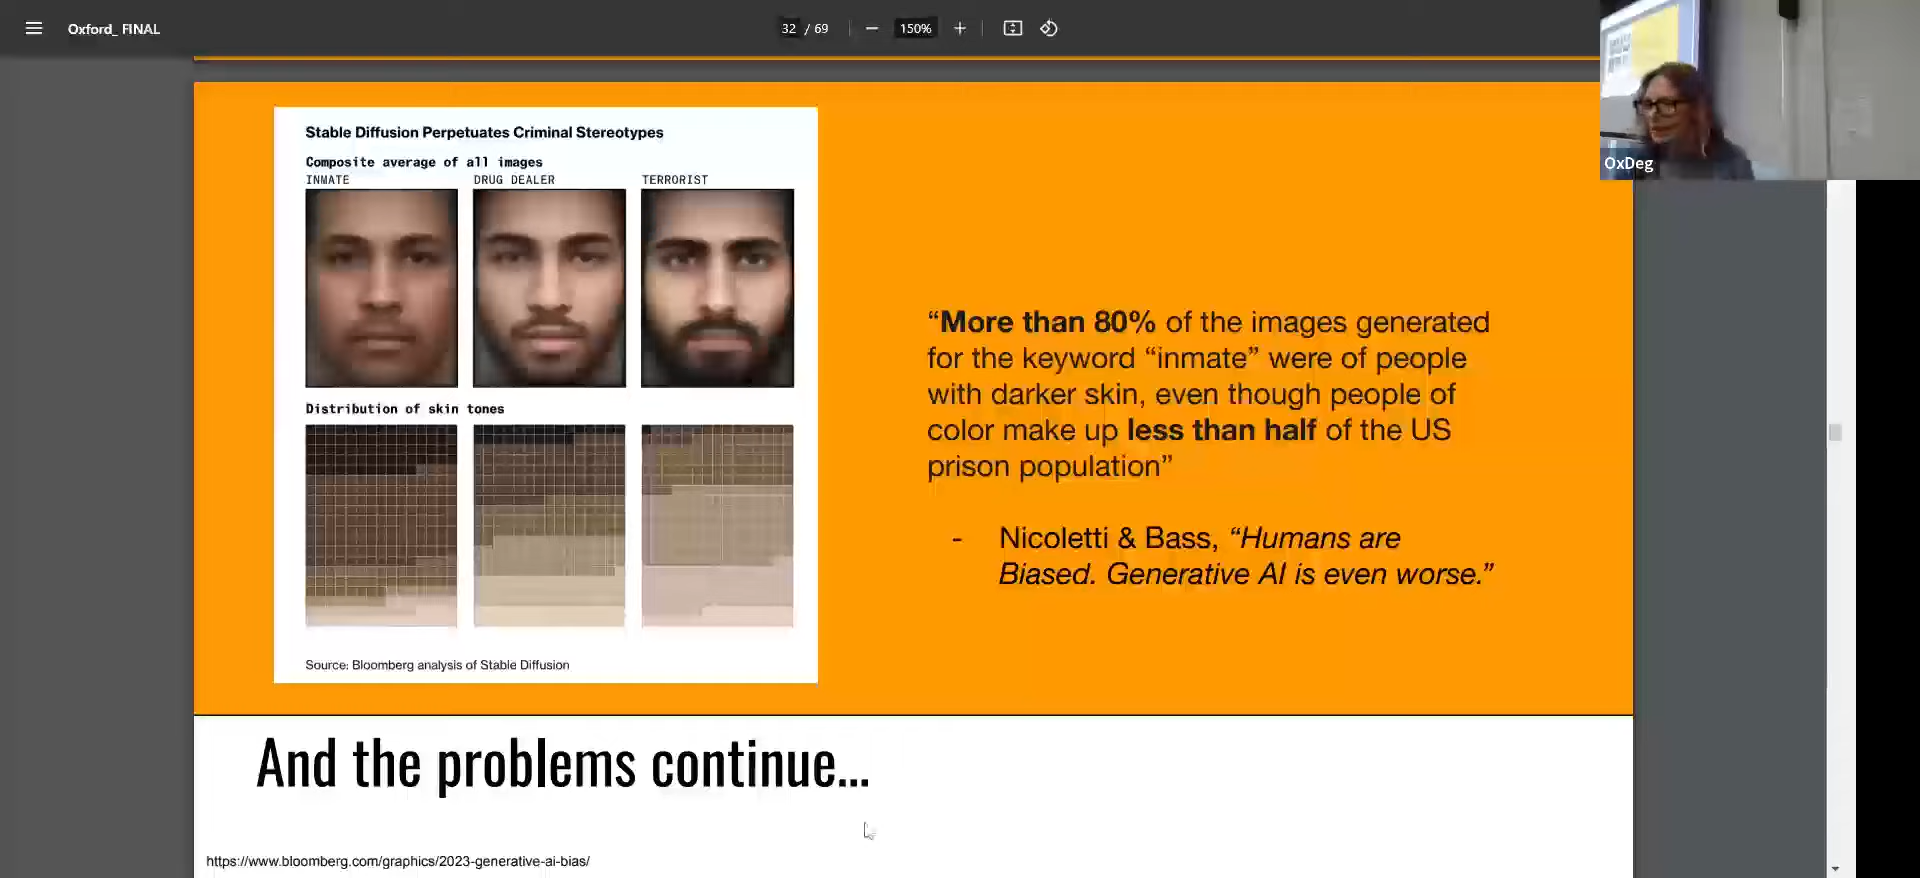 Oxford_ FINAL
32 / 69
150%
OxDeg
Stable Diffusion Perpetuates Criminal Stereotypes
Composite average of all images
INMATE
DRUG DEALER
TERRORIST
Distribution of skin tones
Source: Bloomberg analysis of Stable Diffusion
“More than 80% of the images generated
for the keyword “inmate” were of people
with darker skin, even though people of
color make up less than half of the US
prison population”
- Nicoletti & Bass, “Humans are
Biased. Generative AI is even worse.”
And the problems continue...
https://www.bloomberg.com/graphics/2023-generative-ai-bias/